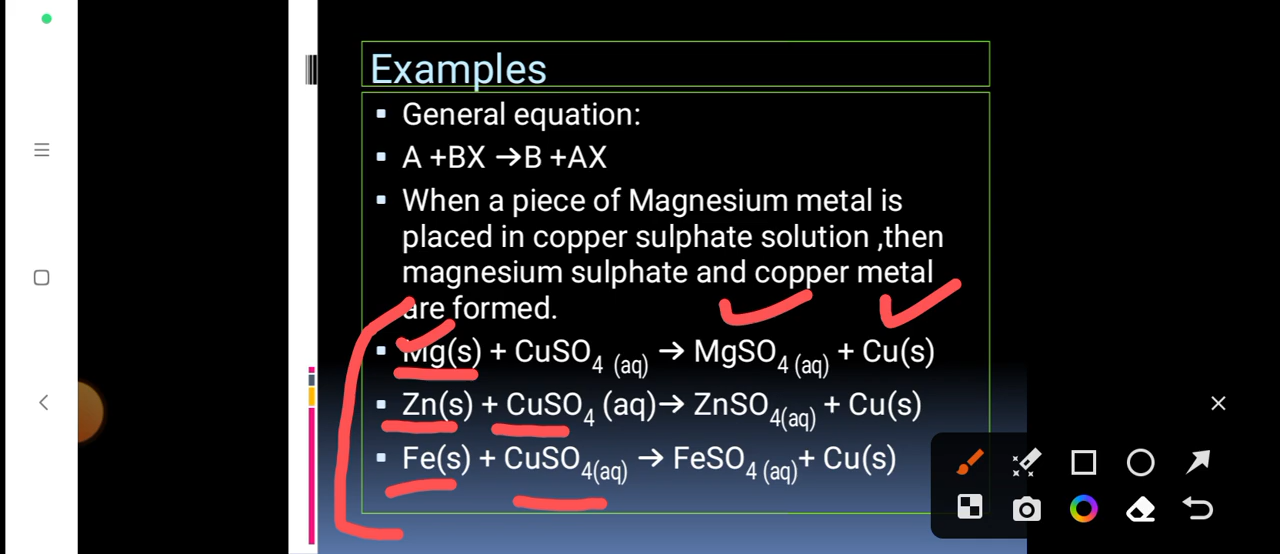 Examples
General equation:
A +BX →B +AX
When a piece of Magnesium metal is
placed in copper sulphate solution ,then
magnesium sulphate and copper metal
are formed.
Mg(s) + CuSO₄ (aq) → MgSO₄ (aq) + Cu(s)
Zn(s) + CuSO₄ (aq)→ ZnSO₄(aq) + Cu(s)
Fe(s) + CuSO₄(aq) → FeSO₄ (aq)+ Cu(s)